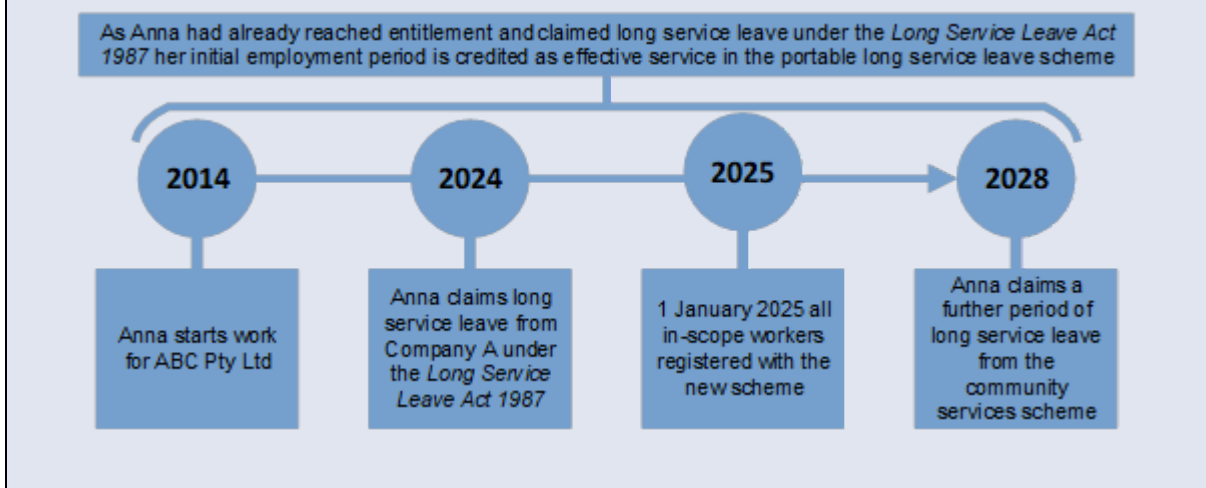 As Anna had already reached entitlement and claimed long service leave under the Long Service Leave Act
1987 her initial employment period is credited as effective service in the portable long service leave scheme
2014
2024
2025
2028
Anna starts work
for ABC Pty Ltd
Anna claims long
service leave from
Company A under
the Long Service
Leave Act 1987
1 January 2025 all
in-scope workers
registered with the
new scheme
Anna claims a
further period of
long service leave
from the
community
services scheme